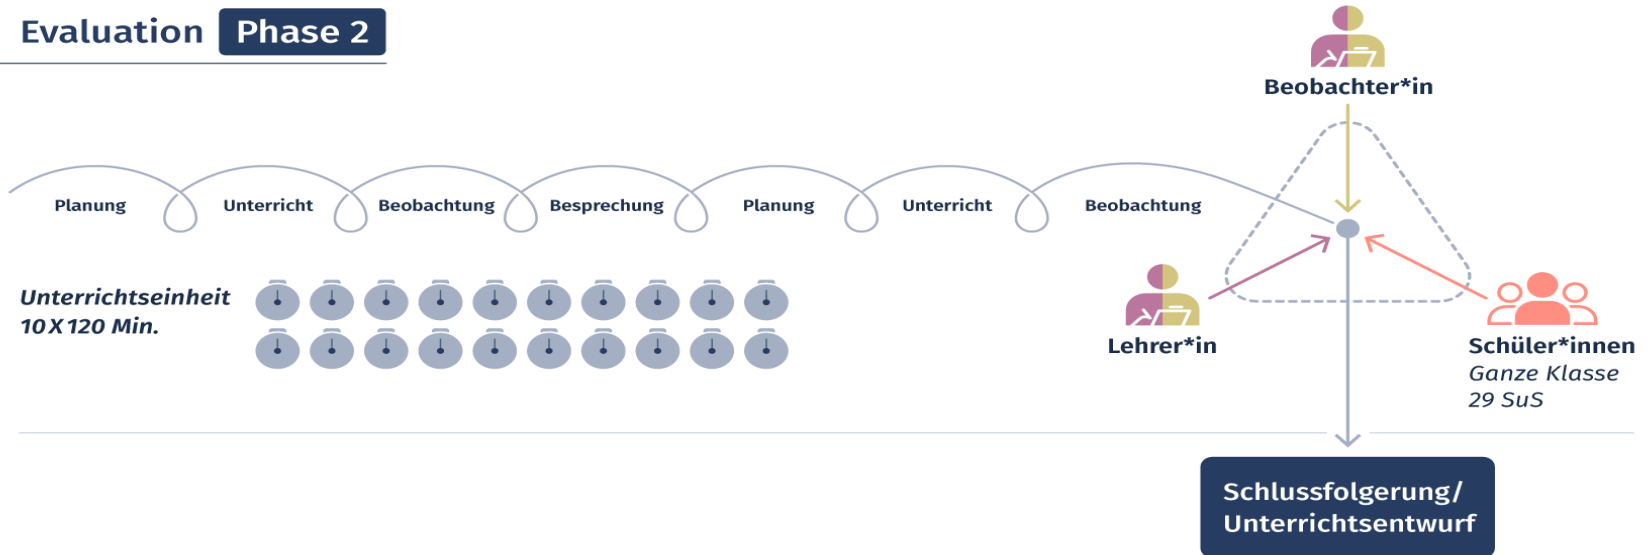 Evaluation Phase 2
Beobachter*in
Planung Unterricht Beobachtung Besprechung Planung Unterricht Beobachtung
Unterrichtseinheit
10 X 120 Min.
Lehrer*in
Schüler*innen
Ganze Klasse
29 SuS
Schlussfolgerung/
Unterrichtsentwurf